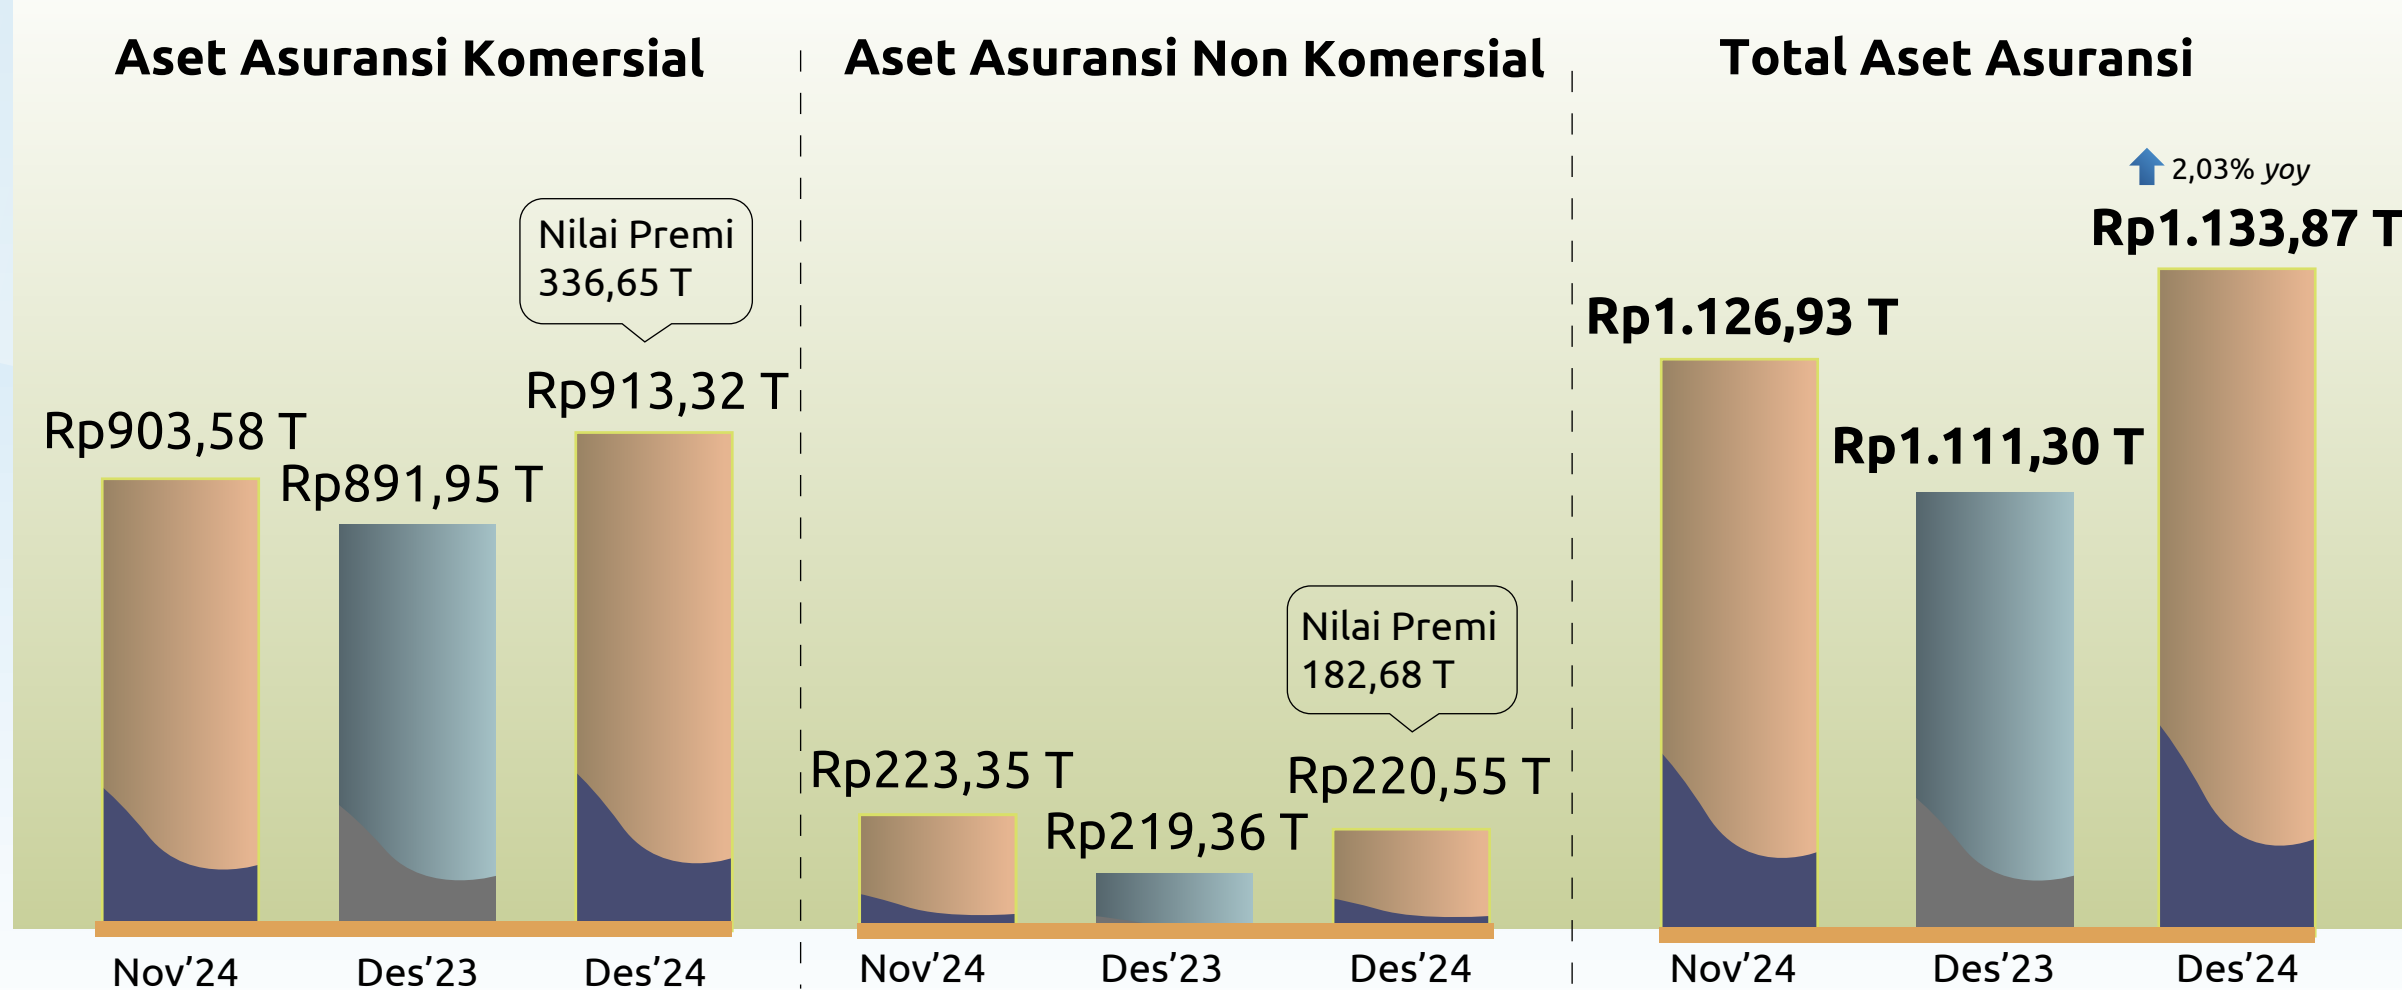 Aset Asuransi Komersial
Nilai Premi
336,65 T
Rp903,58 T
Rp891,95 T
Rp913,32 T
Nov’24
Des’23
Des’24
Aset Asuransi Non Komersial
Nilai Premi
182,68 T
Rp223,35 T
Rp219,36 T
Rp220,55 T
Nov’24
Des’23
Des’24
Total Aset Asuransi
2,03% yoy
Rp1.126,93 T
Rp1.111,30 T
Rp1.133,87 T
Nov’24
Des’23
Des’24